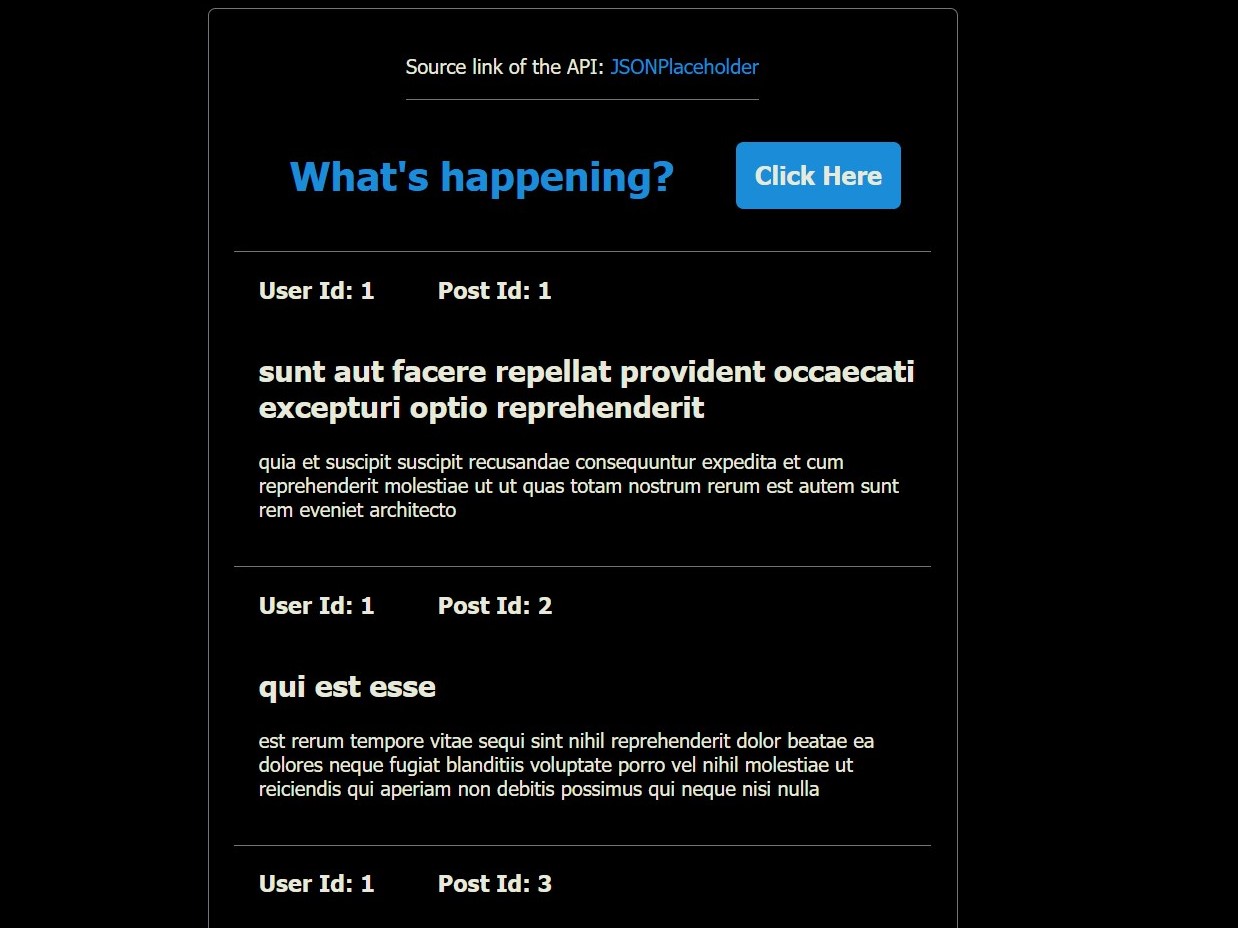 Source link of the API: JSONPlaceholder
What's happening? Click Here
User Id: 1 Post Id: 1
sunt aut facere repellat provident occaecati
excepturi optio reprehenderit
quia et suscipit suscipit recusandae consequuntur expedita et cum
reprehenderit molestiae ut ut quas totam nostrum rerum est autem sunt
rem eveniet architecto
User Id: 1 Post Id: 2
qui est esse
est rerum tempore vitae sequi sint nihil reprehenderit dolor beatae ea
dolores neque fugiat blanditiis voluptate porro vel nihil molestiae ut
reiciendis qui aperiam non debitis possimus qui neque nisi nulla
User Id: 1 Post Id: 3